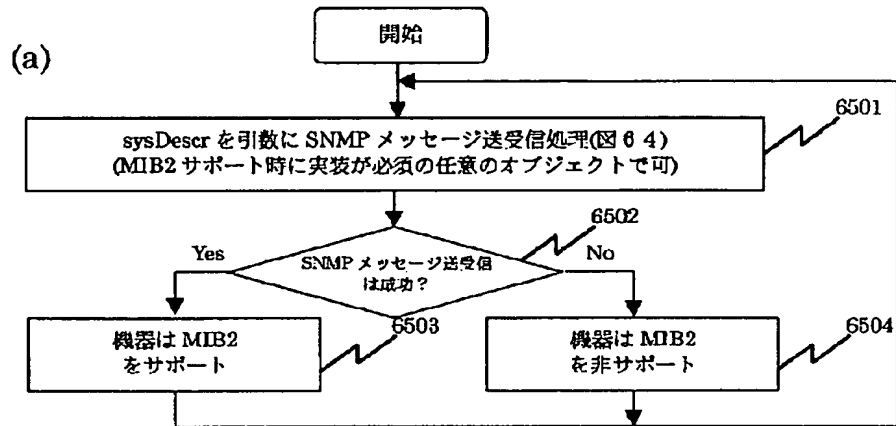 (a)
開始
6501
sysDescr を引数に SNMP メッセージ送受信処理(図６４)
(MIB2 サポート時に実装が必須の任意のオブジェクトで可)
6502
Yes
SNMP メッセージ送受信
は成功？
No
6503
機器は MIB2
をサポート
6504
機器は MIB2
を非サポート